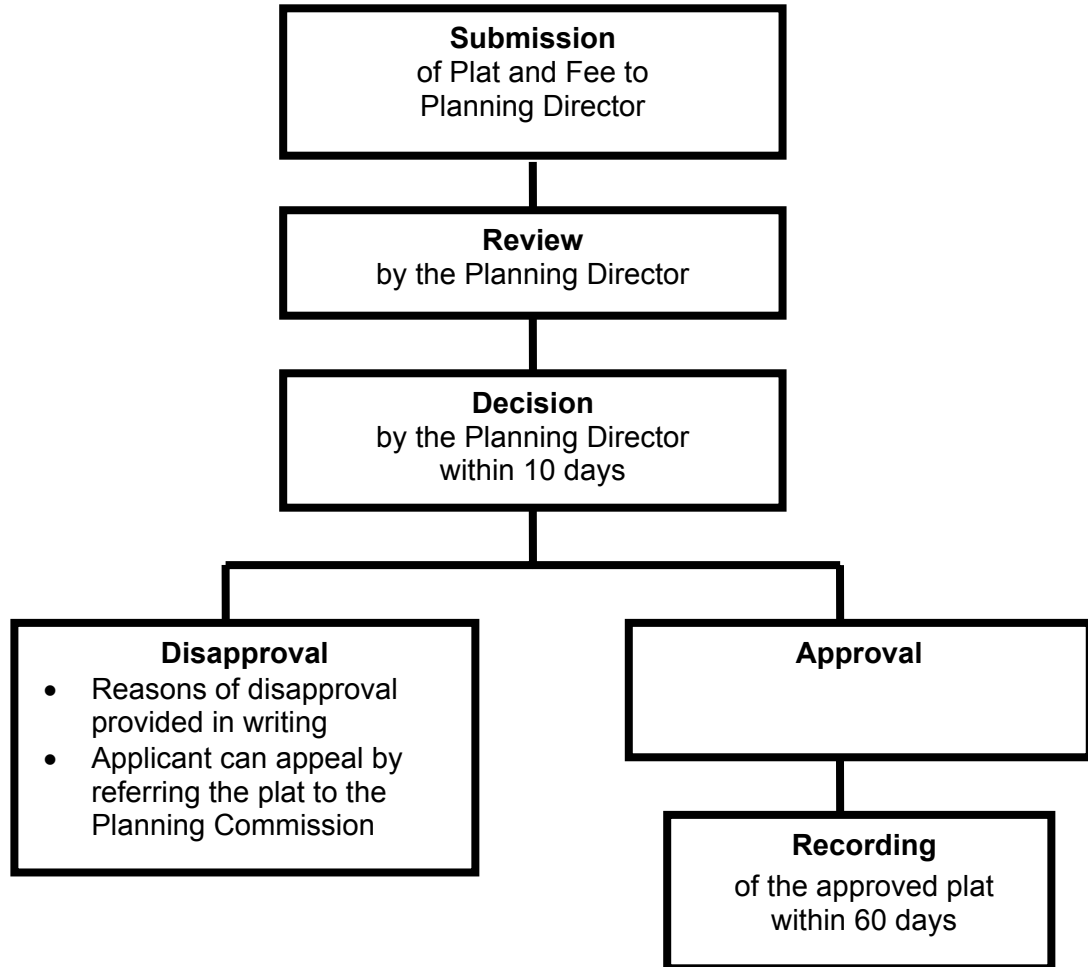 Submission
of Plat and Fee to
Planning Director
Review
by the Planning Director
Decision
by the Planning Director
within 10 days
Disapproval
• Reasons of disapproval
provided in writing
• Applicant can appeal by
referring the plat to the
Planning Commission
Approval
Recording
of the approved plat
within 60 days